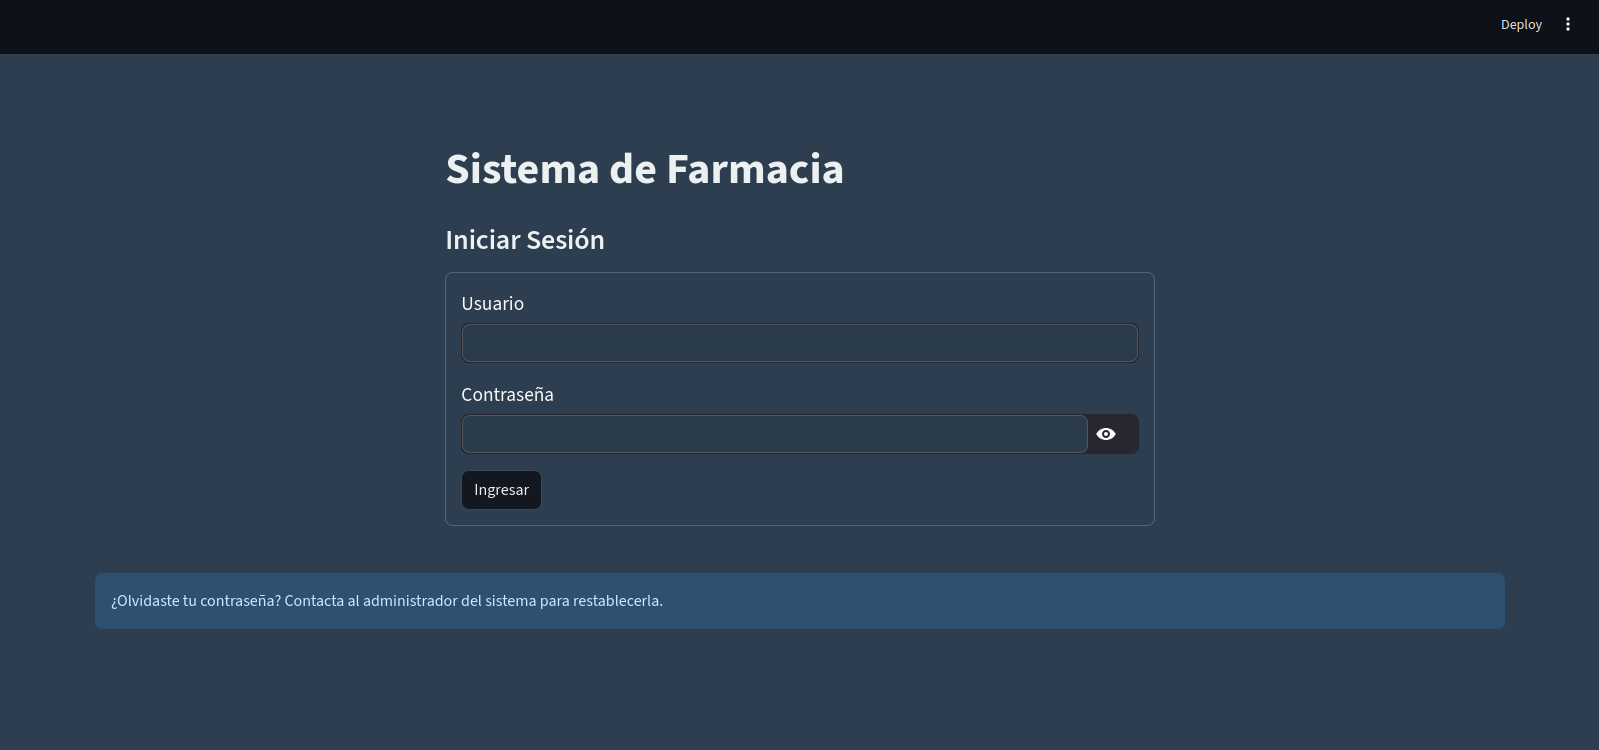 Deploy
Sistema de Farmacia
Iniciar Sesión
Usuario
Contraseña
Ingresar
¿Olvidaste tu contraseña? Contacta al administrador del sistema para restablecerla.